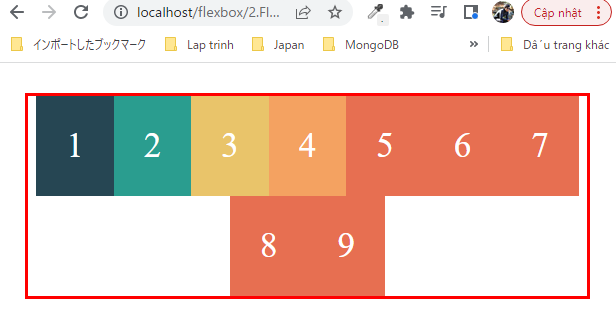 localhost/flexbox/2.Fl...
Cập nhật
インポートしたブックマーク Lap trinh Japan MongoDB » Dấu trang khác
1 2 3 4 5 6 7
8 9